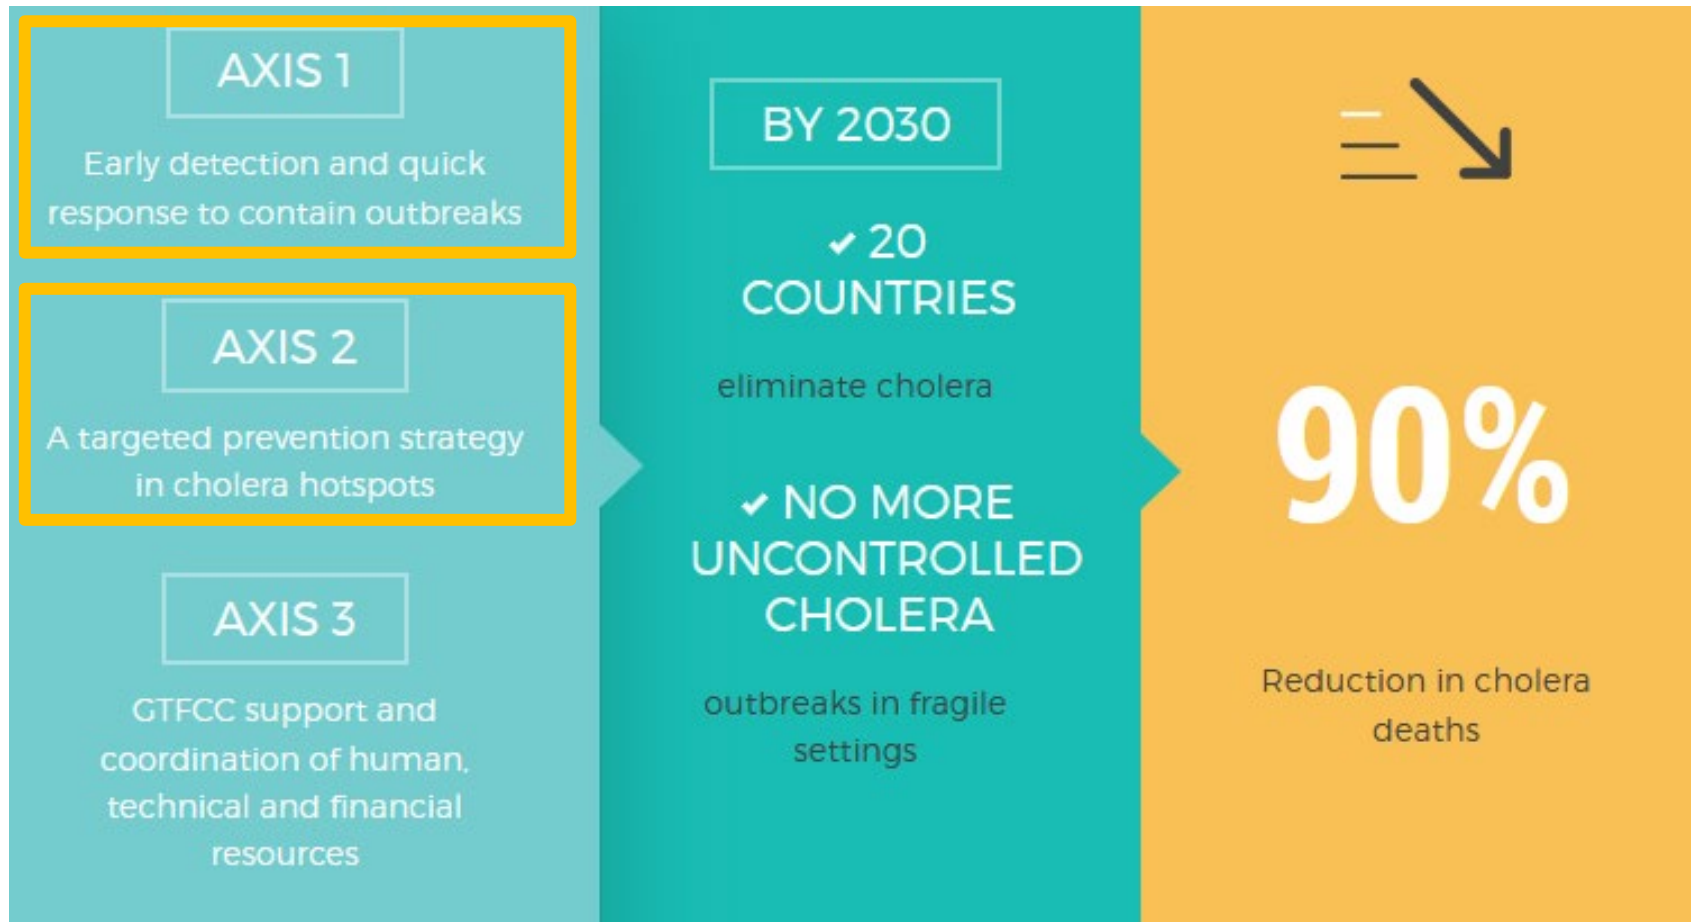 AXIS 1
Early detection and quick
response to contain outbreaks
AXIS 2
A targeted prevention strategy
in cholera hotspots
AXIS 3
GTFCC support and
coordination of human,
technical and financial
resources
BY 2030
✔ 20
COUNTRIES
eliminate cholera
✔ NO MORE
UNCONTROLLED
CHOLERA
outbreaks in fragile
settings
90%
Reduction in cholera
deaths